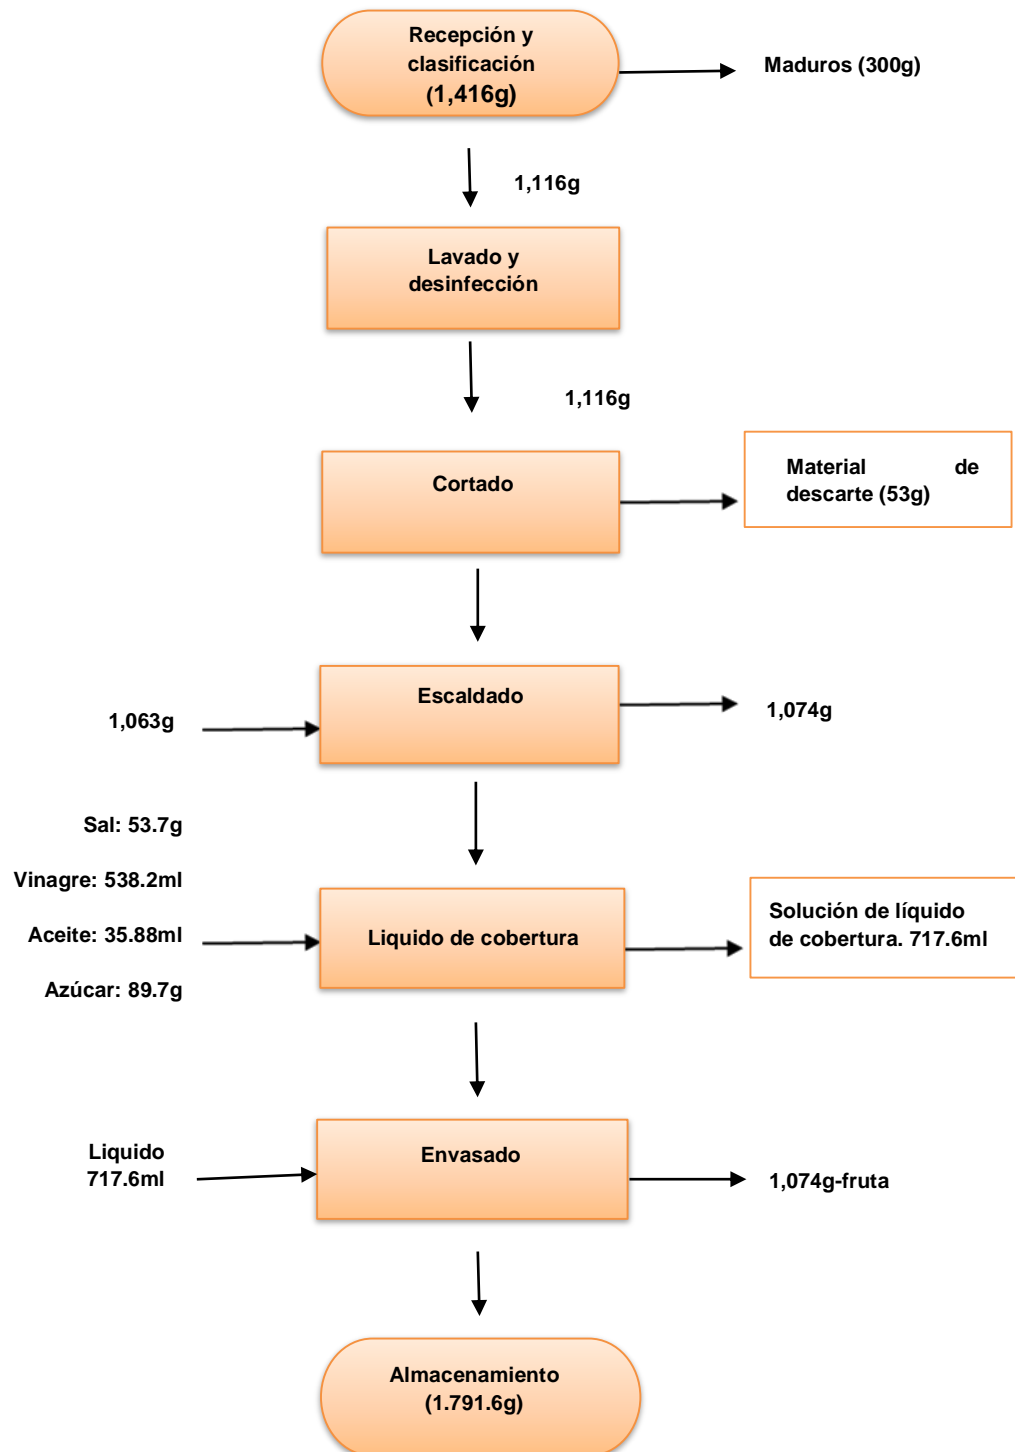 Recepción y
clasificación
(1,416g)
Maduros (300g)
1,116g
Lavado y
desinfección
1,116g
Cortado
Material de
descarte (53g)
Escaldado
1,063g
1,074g
Sal: 53.7g
Vinagre: 538.2ml
Aceite: 35.88ml
Azúcar: 89.7g
Liquido de cobertura
Solución de líquido
de cobertura. 717.6ml
Liquido
717.6ml
Envasado
1,074g-fruta
Almacenamiento
(1.791.6g)